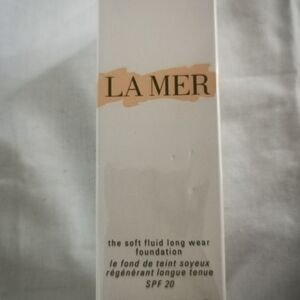 LA MER
the soft fluid long wear
foundation
le fond de teint soyeux
régénérant longue tenue
SPF 20